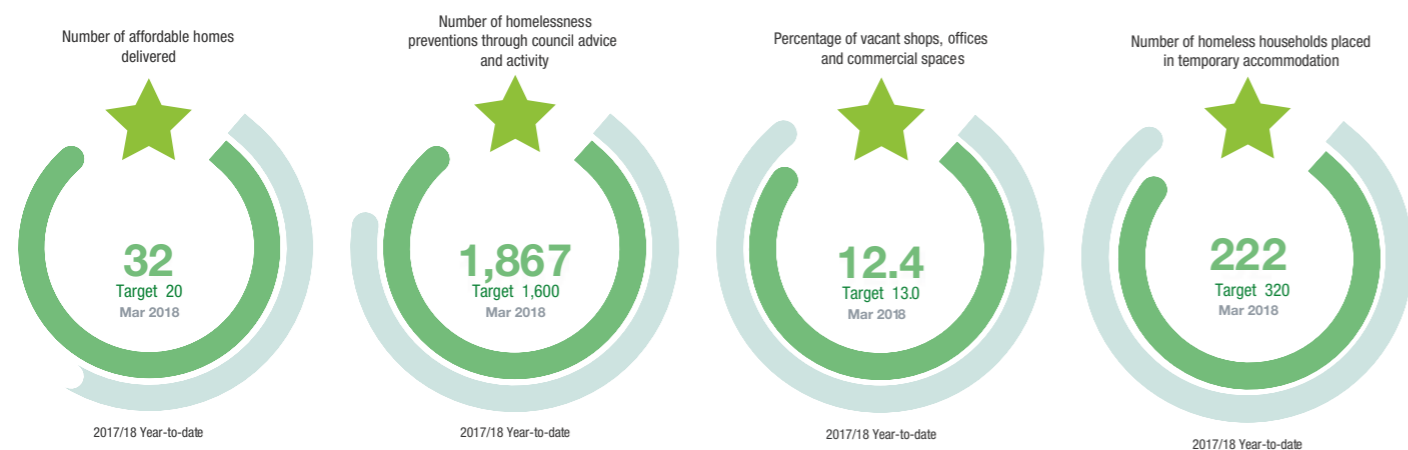 Number of affordable homes
delivered
32
Target 20
Mar 2018
2017/18 Year-to-date
Number of homelessness
preventions through council advice
and activity
1,867
Target 1,600
Mar 2018
2017/18 Year-to-date
Percentage of vacant shops, offices
and commercial spaces
12.4
Target 13.0
Mar 2018
2017/18 Year-to-date
Number of homeless households placed
in temporary accommodation
222
Target 320
Mar 2018
2017/18 Year-to-date